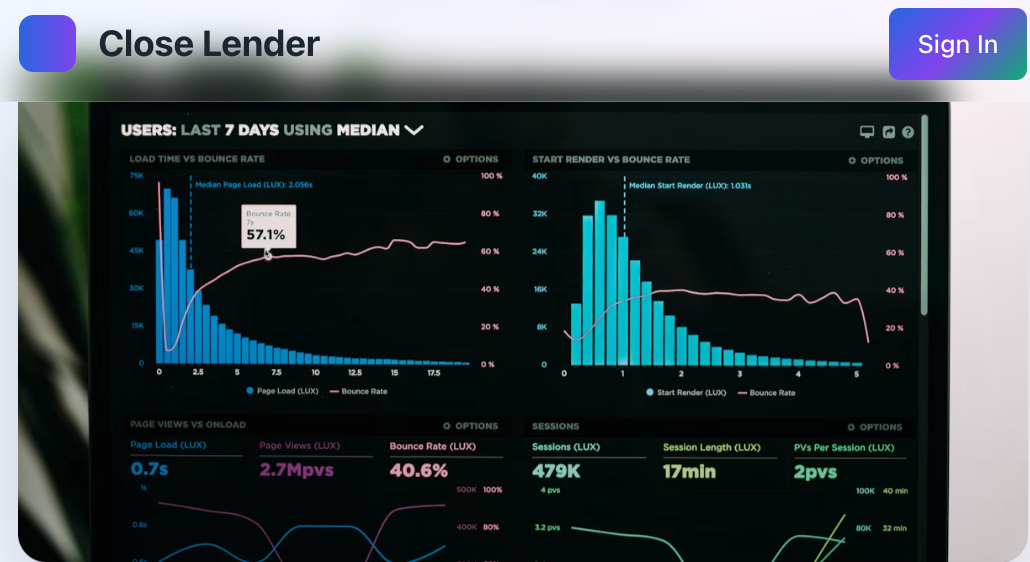 Close Lender
Sign In
USERS: LAST 7 DAYS USING MEDIAN
LOAD TIME VS BOUNCE RATE
OPTIONS
75K
100 %
Median Page Load (LUX): 2.056s
60K
80 %
Bounce Rate
7s
57.1%
45K
60 %
30K
40 %
15K
20 %
0
0 %
0 2.5 5 7.5 10 12.5 15 17.5
Page Load (LUX) Bounce Rate
START RENDER VS BOUNCE RATE
OPTIONS
40K
100 %
Median Start Render (LUX): 1.031s
32K
80 %
24K
60 %
16K
40 %
8K
20 %
0
0 %
0 1 2 3 4 5
Start Render (LUX) Bounce Rate
PAGE VIEWS VS ONLOAD
OPTIONS
Page Load (LUX)
0.7s
Page Views (LUX)
2.7Mpvs
Bounce Rate (LUX)
40.6%
1s
500K 100%
0.8s
400K 80%
SESSIONS
OPTIONS
Sessions (LUX)
479K
Session Length (LUX)
17min
PVs Per Session (LUX)
2pvs
4 pvs
100K 40 min
3.2 pvs
80K 32 min